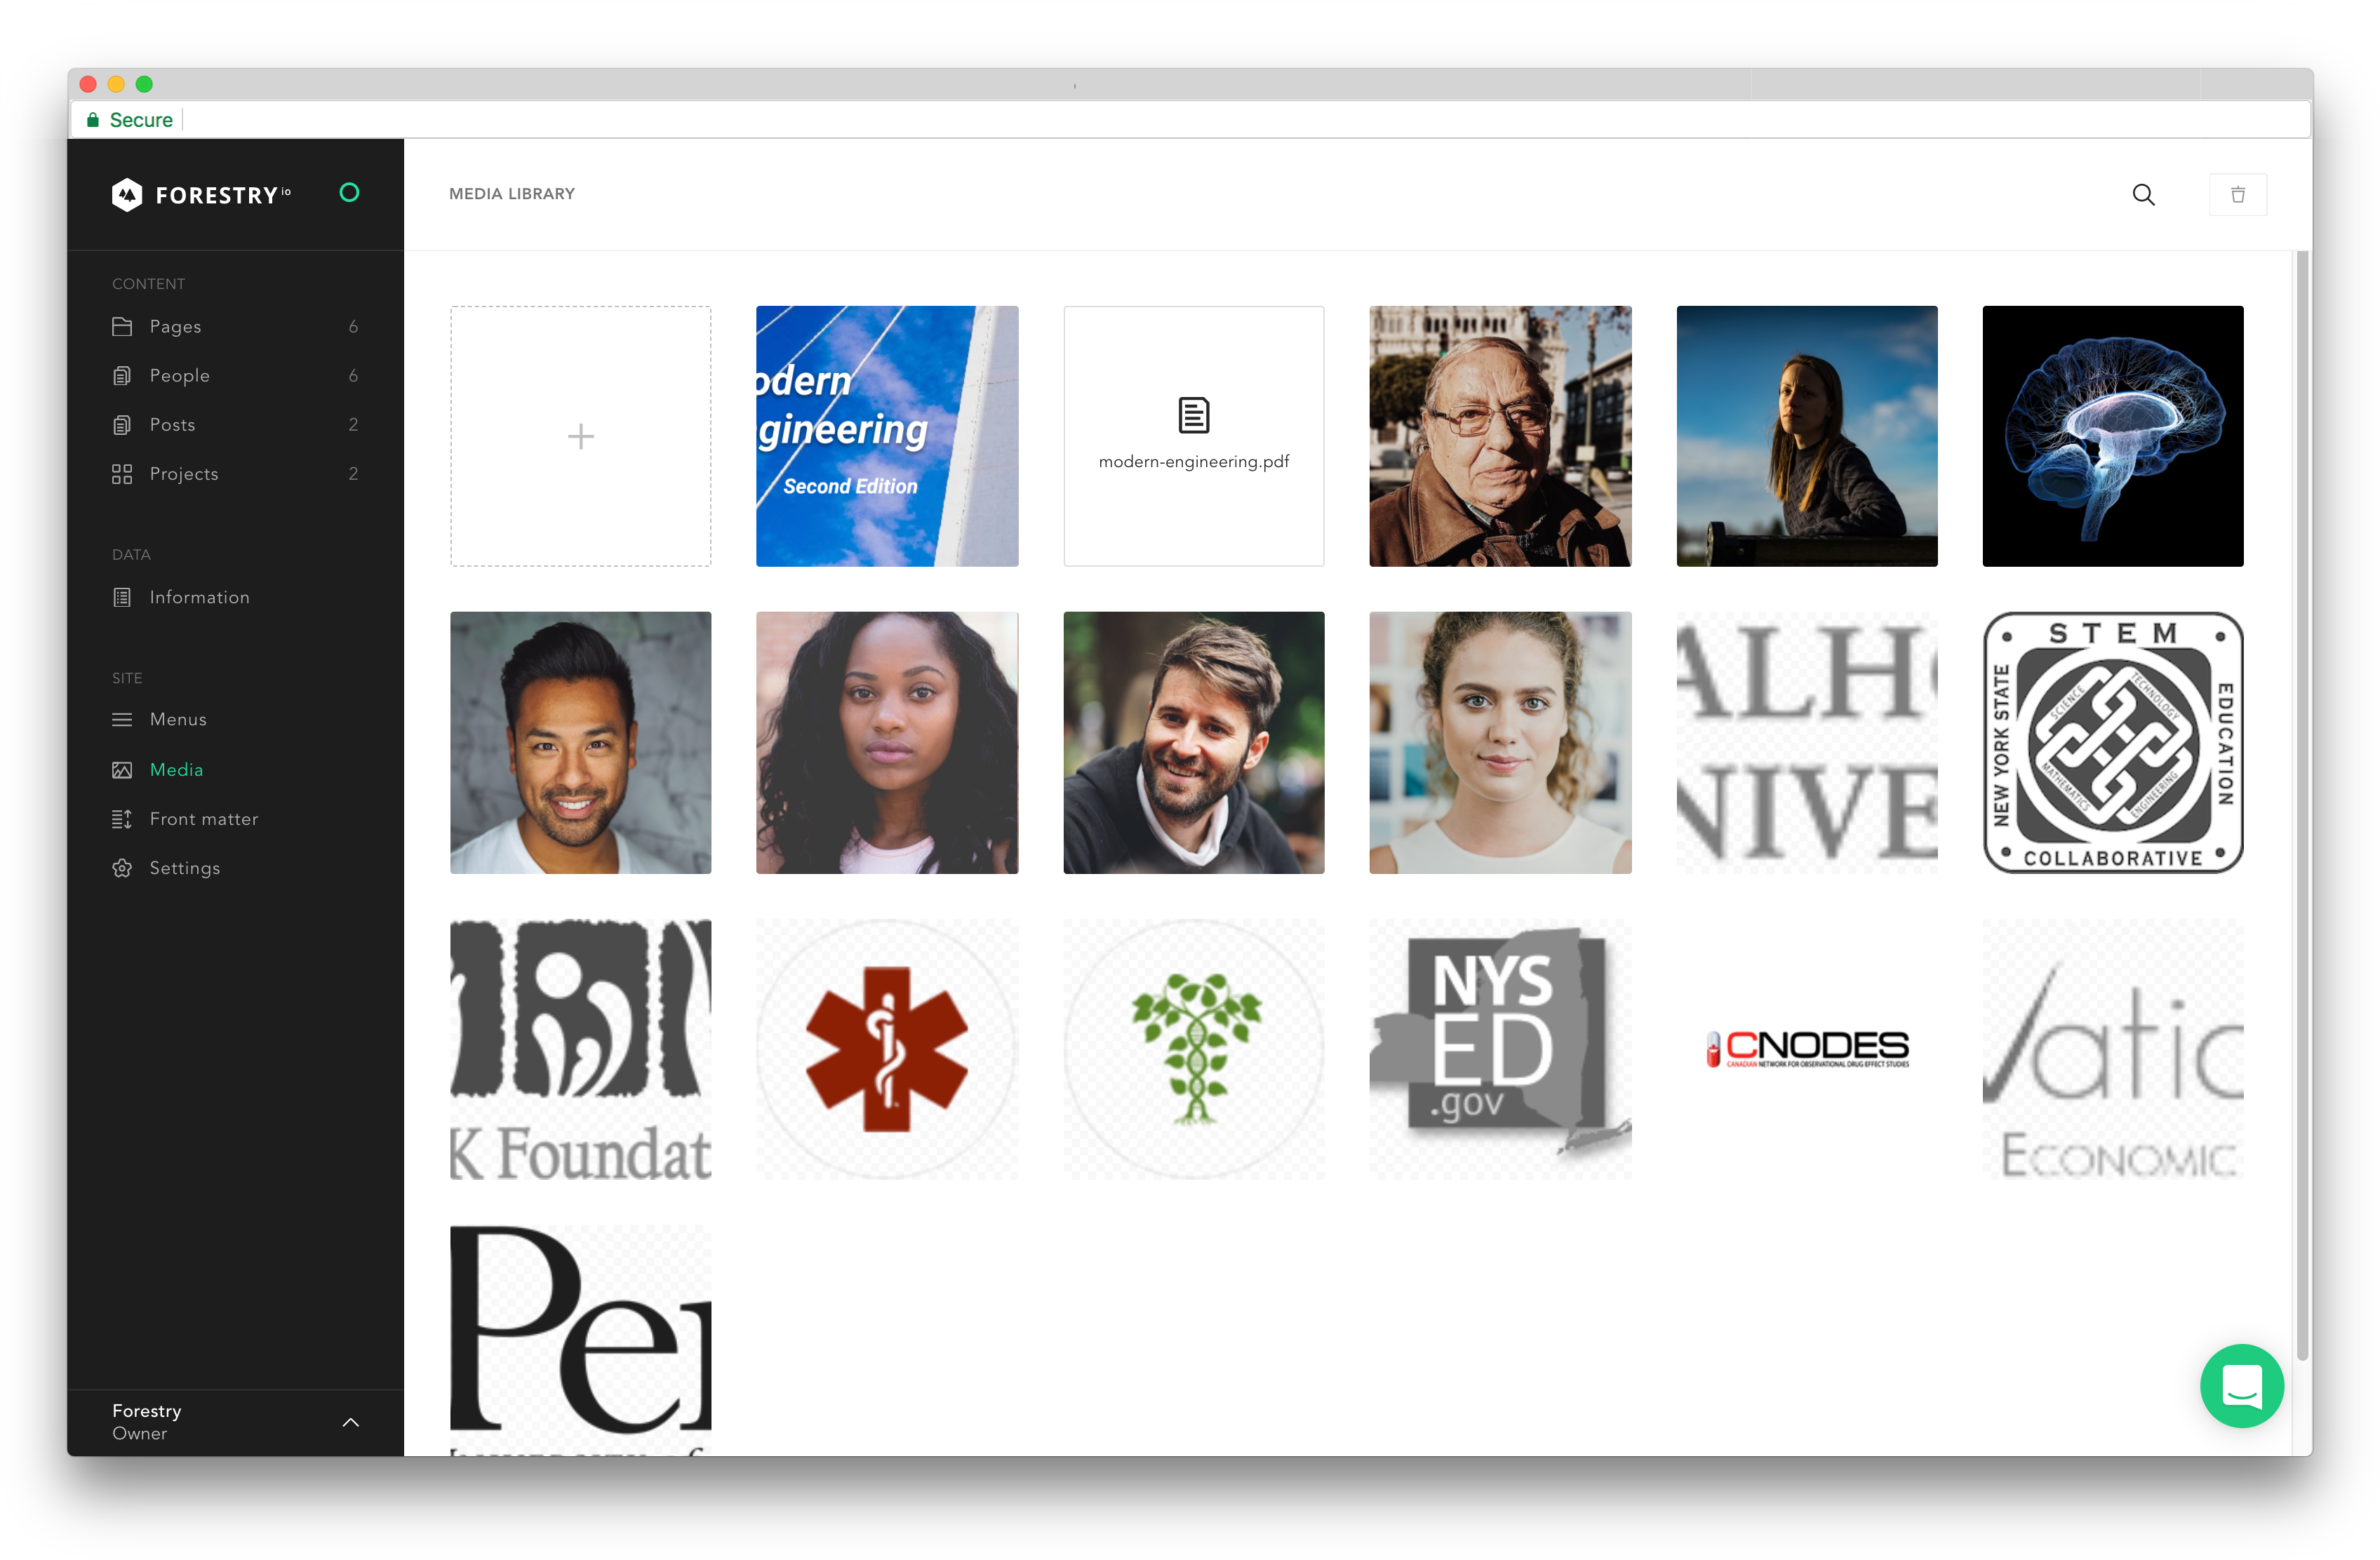 Secure
FORESTRY io
MEDIA LIBRARY
CONTENT
Pages 6
People 6
Posts 2
Projects 2
DATA
Information
SITE
Menus
Media
Front matter
Settings
Forestry
Owner
odern
gineering
Second Edition
modern-engineering.pdf
ALH
NIVE
STEM
NEW YORK STATE
EDUCATION
SCIENCE
TECHNOLOGY
MATHEMATICS
ENGINEERING
COLLABORATIVE
K Foundat
NYS
ED
.gov
CNODES
CANADIAN NETWORK FOR OBSERVATIONAL DRUG EFFECT STUDIES
Vatic
ECONOMIC
Pe